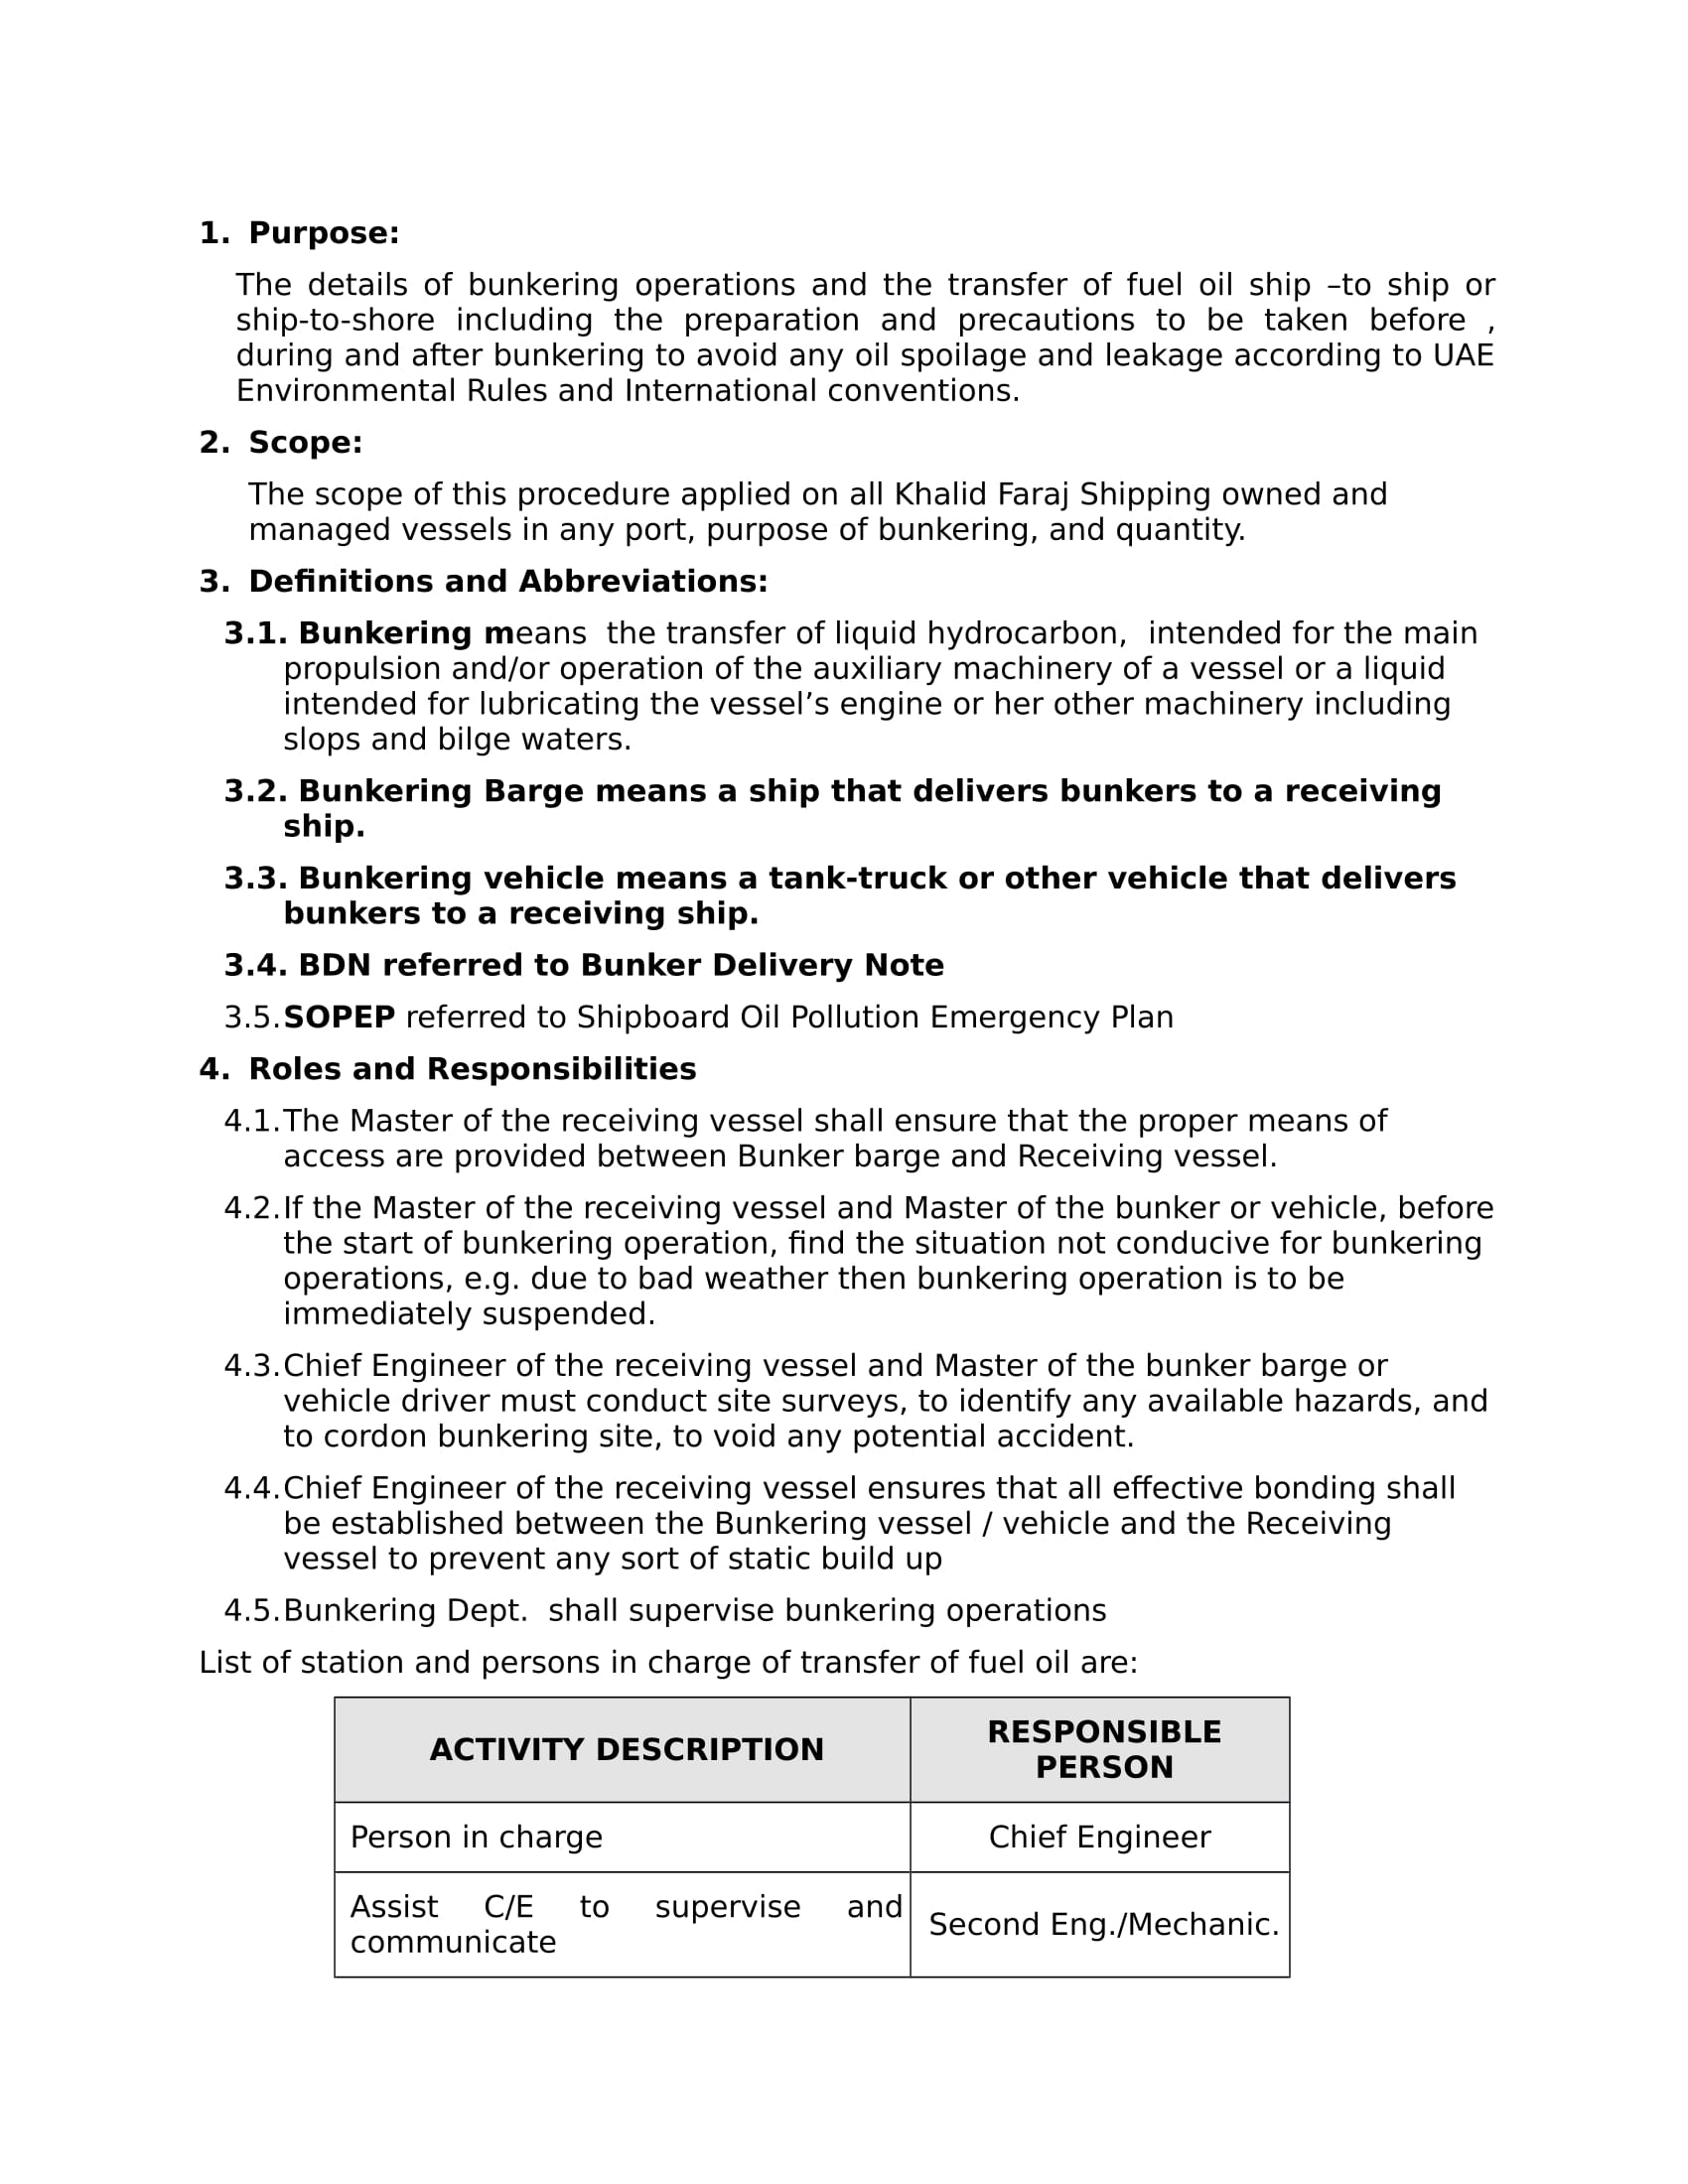 1. Purpose:
The details of bunkering operations and the transfer of fuel oil ship –to ship or
ship-to-shore including the preparation and precautions to be taken before ,
during and after bunkering to avoid any oil spoilage and leakage according to UAE
Environmental Rules and International conventions.
2. Scope:
The scope of this procedure applied on all Khalid Faraj Shipping owned and
managed vessels in any port, purpose of bunkering, and quantity.
3. Definitions and Abbreviations:
3.1. Bunkering means  the transfer of liquid hydrocarbon,  intended for the main
propulsion and/or operation of the auxiliary machinery of a vessel or a liquid
intended for lubricating the vessel’s engine or her other machinery including
slops and bilge waters.
3.2. Bunkering Barge means a ship that delivers bunkers to a receiving
ship.
3.3. Bunkering vehicle means a tank-truck or other vehicle that delivers
bunkers to a receiving ship.
3.4. BDN referred to Bunker Delivery Note
3.5.SOPEP referred to Shipboard Oil Pollution Emergency Plan
4. Roles and Responsibilities
4.1.The Master of the receiving vessel shall ensure that the proper means of
access are provided between Bunker barge and Receiving vessel.
4.2.If the Master of the receiving vessel and Master of the bunker or vehicle, before
the start of bunkering operation, find the situation not conducive for bunkering
operations, e.g. due to bad weather then bunkering operation is to be
immediately suspended.
4.3.Chief Engineer of the receiving vessel and Master of the bunker barge or
vehicle driver must conduct site surveys, to identify any available hazards, and
to cordon bunkering site, to void any potential accident.
4.4.Chief Engineer of the receiving vessel ensures that all effective bonding shall
be established between the Bunkering vessel / vehicle and the Receiving
vessel to prevent any sort of static build up
4.5.Bunkering Dept.  shall supervise bunkering operations
List of station and persons in charge of transfer of fuel oil are:
ACTIVITY DESCRIPTION
RESPONSIBLE
PERSON
Person in charge
Chief Engineer
Assist C/E to supervise and
communicate
Second Eng./Mechanic.